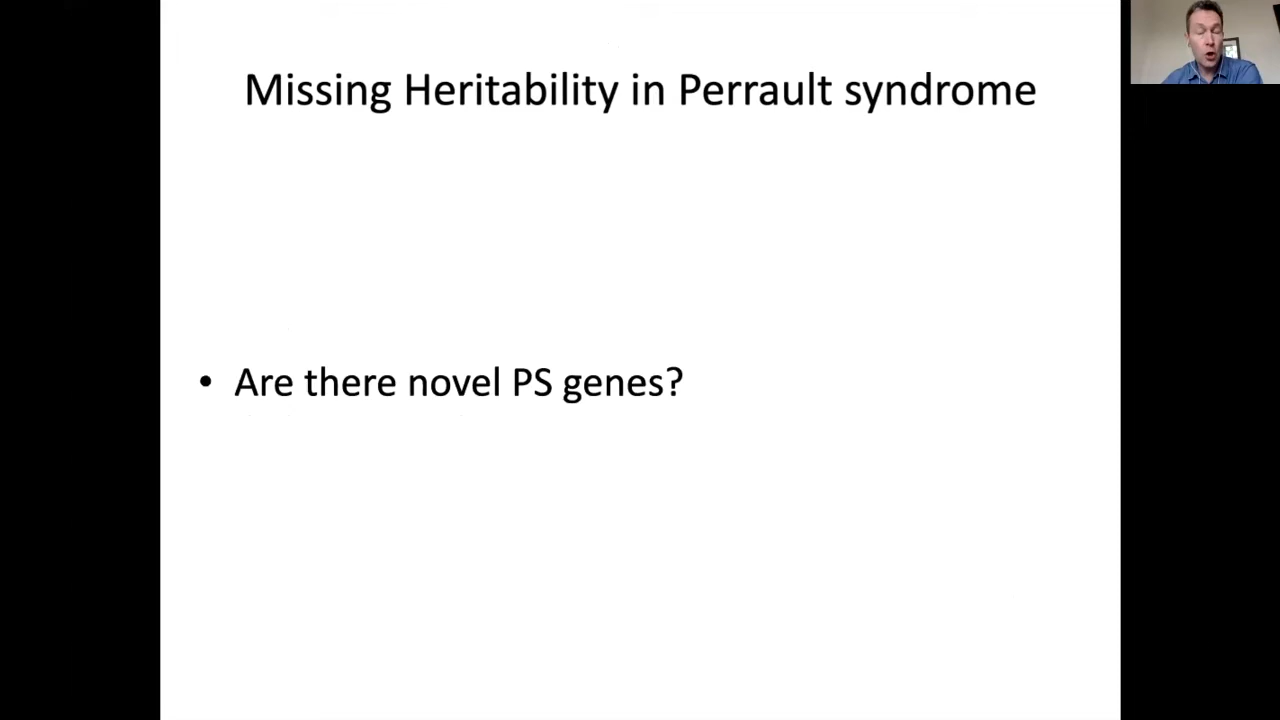 Missing Heritability in Perrault syndrome
• Are there novel PS genes?